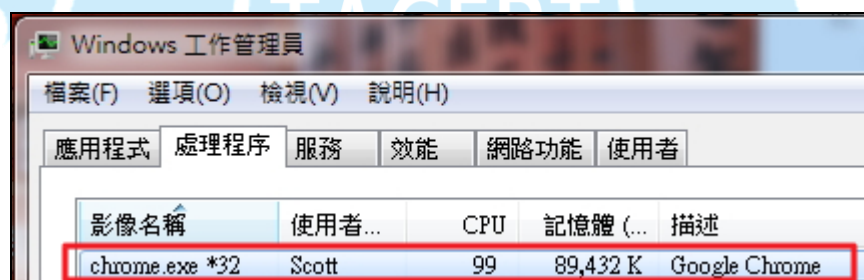 (TACERT)
Windows 工作管理員
檔案(F) 選項(O) 檢視(V) 說明(H)
應用程式 處理程序 服務 效能 網路功能 使用者
影像名稱 使用者... CPU 記憶體 (... 描述
chrome.exe *32 Scott 99 89,432 K Google Chrome